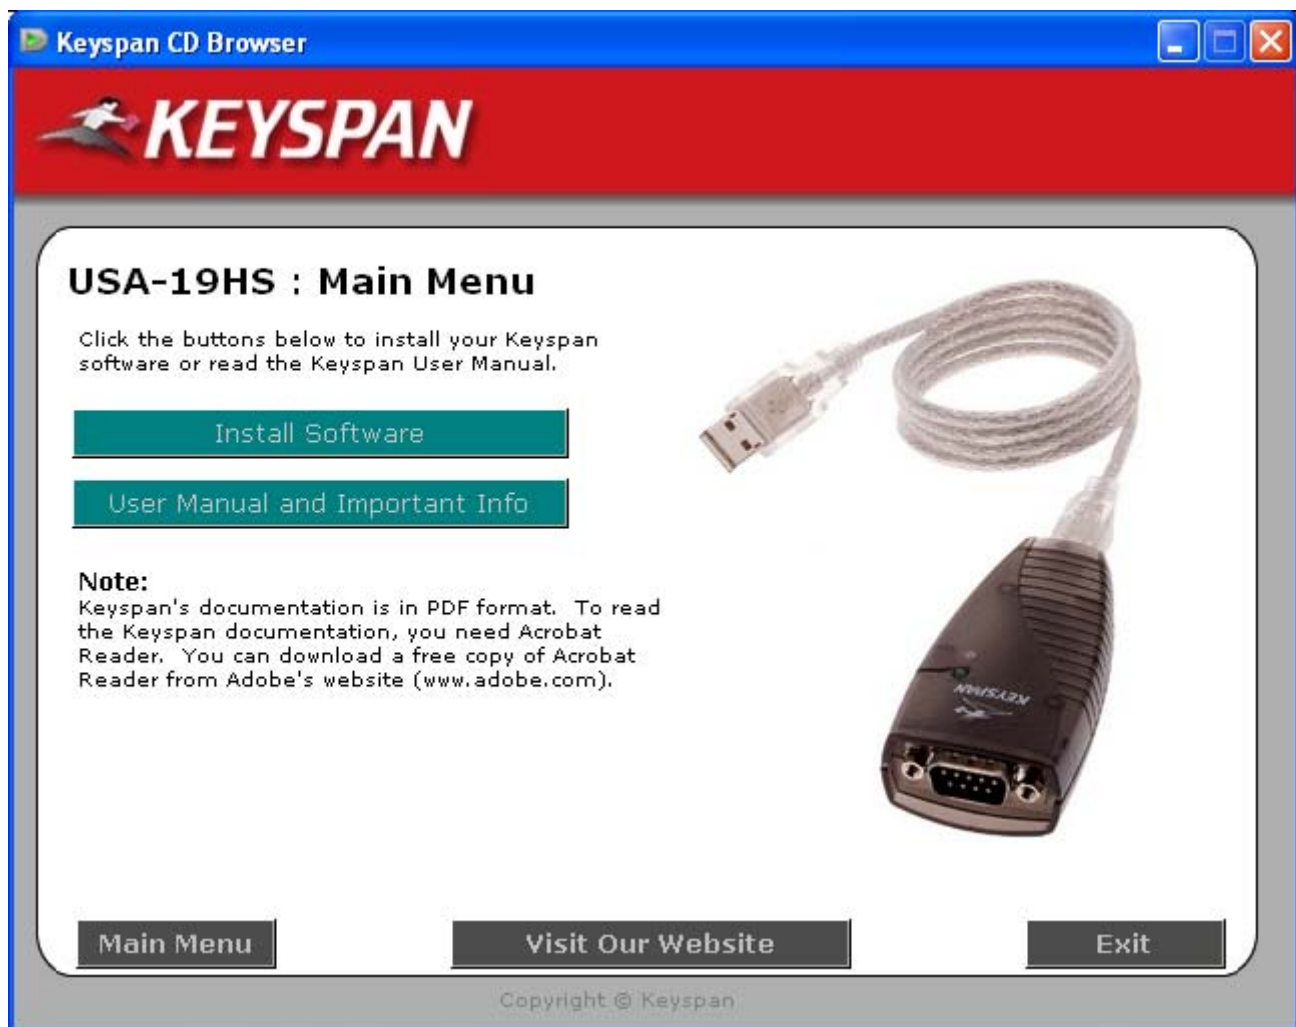 Keyspan CD Browser
KEYSPAN
USA-19HS : Main Menu
Click the buttons below to install your Keyspan
software or read the Keyspan User Manual.
Install Software
User Manual and Important Info
Note:
Keyspan's documentation is in PDF format.  To read
the Keyspan documentation, you need Acrobat
Reader.  You can download a free copy of Acrobat
Reader from Adobe's website (www.adobe.com).
KEYSPAN
Main Menu
Visit Our Website
Exit
Copyright © Keyspan